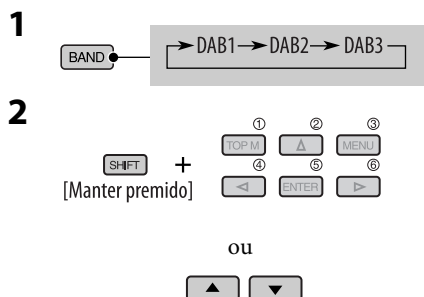 1
BAND DAB1 DAB2 DAB3
2
① ② ③
TOP M MENU
SHIFT + ④ ⑤ ⑥
[Manter premido] ENTER
ou